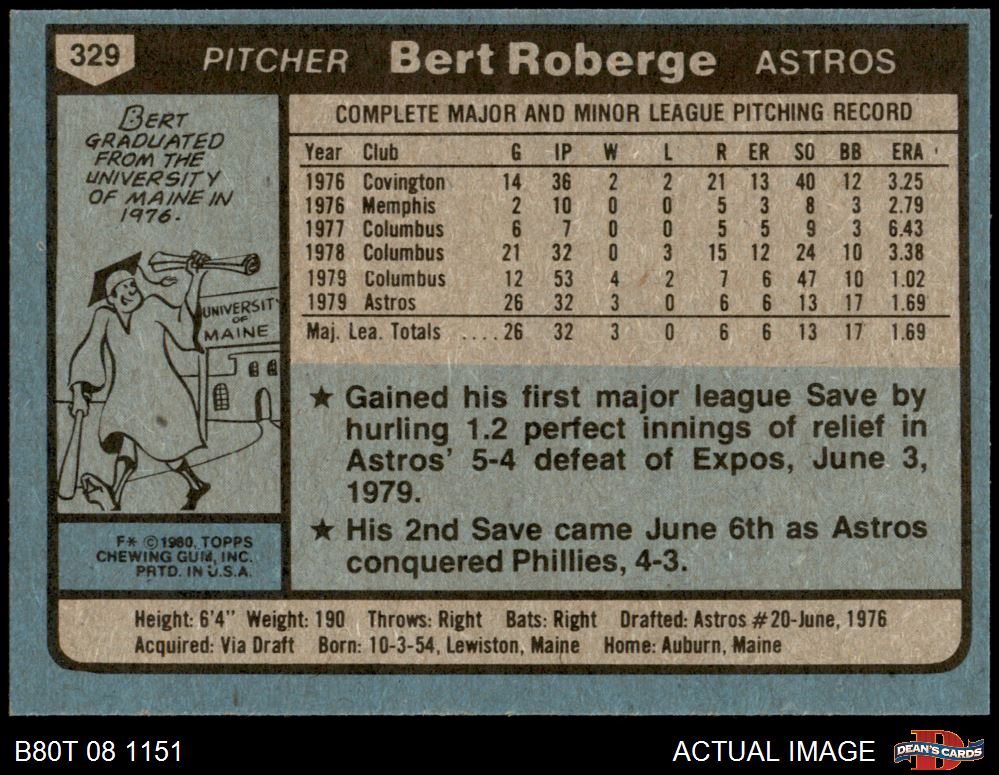 329 PITCHER Bert Roberge ASTROS
BERT
GRADUATED
FROM THE
UNIVERSITY
OF MAINE IN
1976.
UNIVERSITY
OF
MAINE
F* © 1980, TOPPS
CHEWING GUM, INC.
PRTD. IN U.S.A.
COMPLETE MAJOR AND MINOR LEAGUE PITCHING RECORD
Year Club G IP W L R ER SO BB ERA
1976 Covington 14 36 2 2 21 13 40 12 3.25
1976 Memphis 2 10 0 0 5 3 8 3 2.79
1977 Columbus 6 7 0 0 5 5 9 3 6.43
1978 Columbus 21 32 0 3 15 12 24 10 3.38
1979 Columbus 12 53 4 2 7 6 47 10 1.02
1979 Astros 26 32 3 0 6 6 13 17 1.69
Maj. Lea. Totals ....26 32 3 0 6 6 13 17 1.69
★ Gained his first major league Save by
hurling 1.2 perfect innings of relief in
Astros' 5-4 defeat of Expos, June 3,
1979.
★ His 2nd Save came June 6th as Astros
conquered Phillies, 4-3.
Height: 6'4" Weight: 190 Throws: Right Bats: Right Drafted: Astros #20-June, 1976
Acquired: Via Draft Born: 10-3-54, Lewiston, Maine Home: Auburn, Maine
B80T 08 1151 ACTUAL IMAGE D DEAN'S CARDS